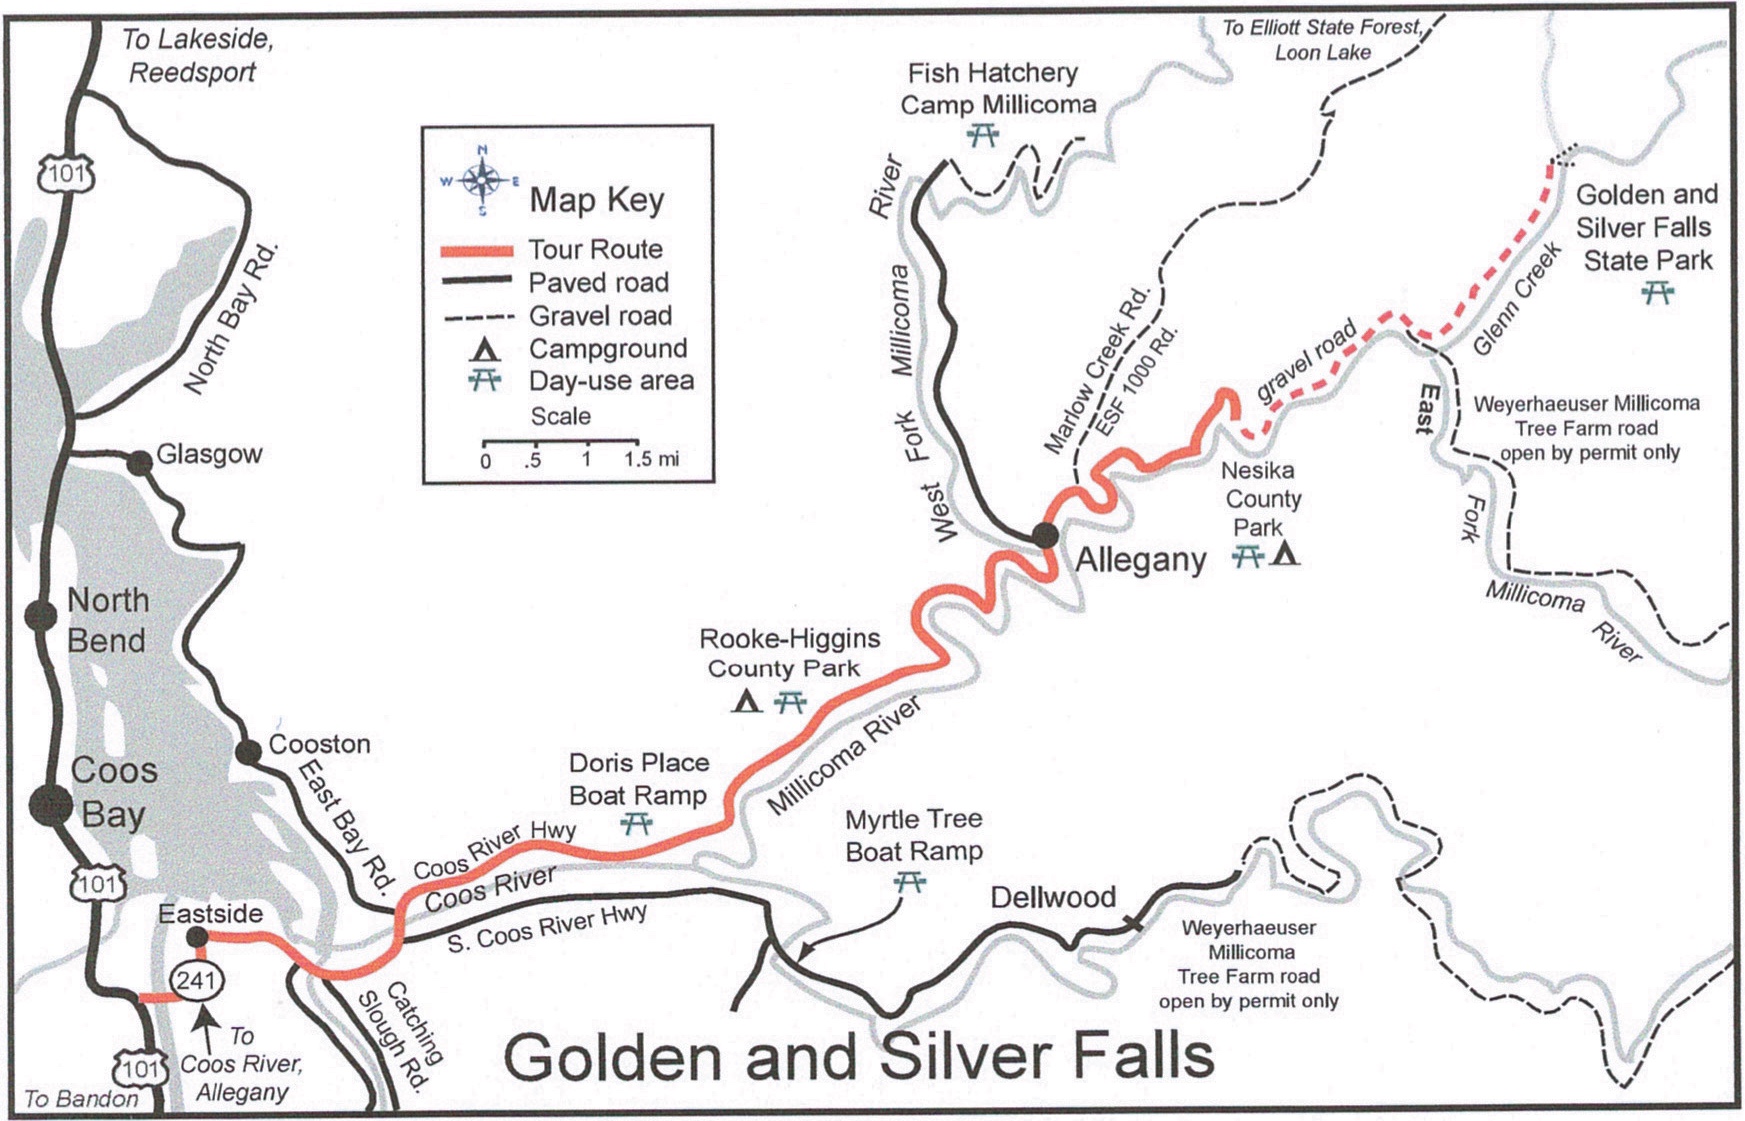 To Lakeside,
Reedsport
101
North Bay Rd.
Glasgow
North
Bend
Coos
Bay
101
Cooston
East Bay Rd.
Eastside
241
To
Coos River,
Allegany
101
To Bandon
N
W E
S
Map Key
Tour Route
Paved road
Gravel road
Campground
Day-use area
Scale
0 .5 1 1.5 mi
Fish Hatchery
Camp Millicoma
To Elliott State Forest,
Loon Lake
West Fork Millicoma River
Marlow Creek Rd.
ESF 1000 Rd.
gravel road
Golden and
Silver Falls
State Park
Glenn Creek
Weyerhaeuser Millicoma
Tree Farm road
open by permit only
East Fork Millicoma River
Nesika
County
Park
Allegany
Rooke-Higgins
County Park
Millicoma River
Doris Place
Boat Ramp
Coos River Hwy
Coos River
S. Coos River Hwy
Catching
Slough Rd.
Myrtle Tree
Boat Ramp
Dellwood
Weyerhaeuser
Millicoma
Tree Farm road
open by permit only
Golden and Silver Falls